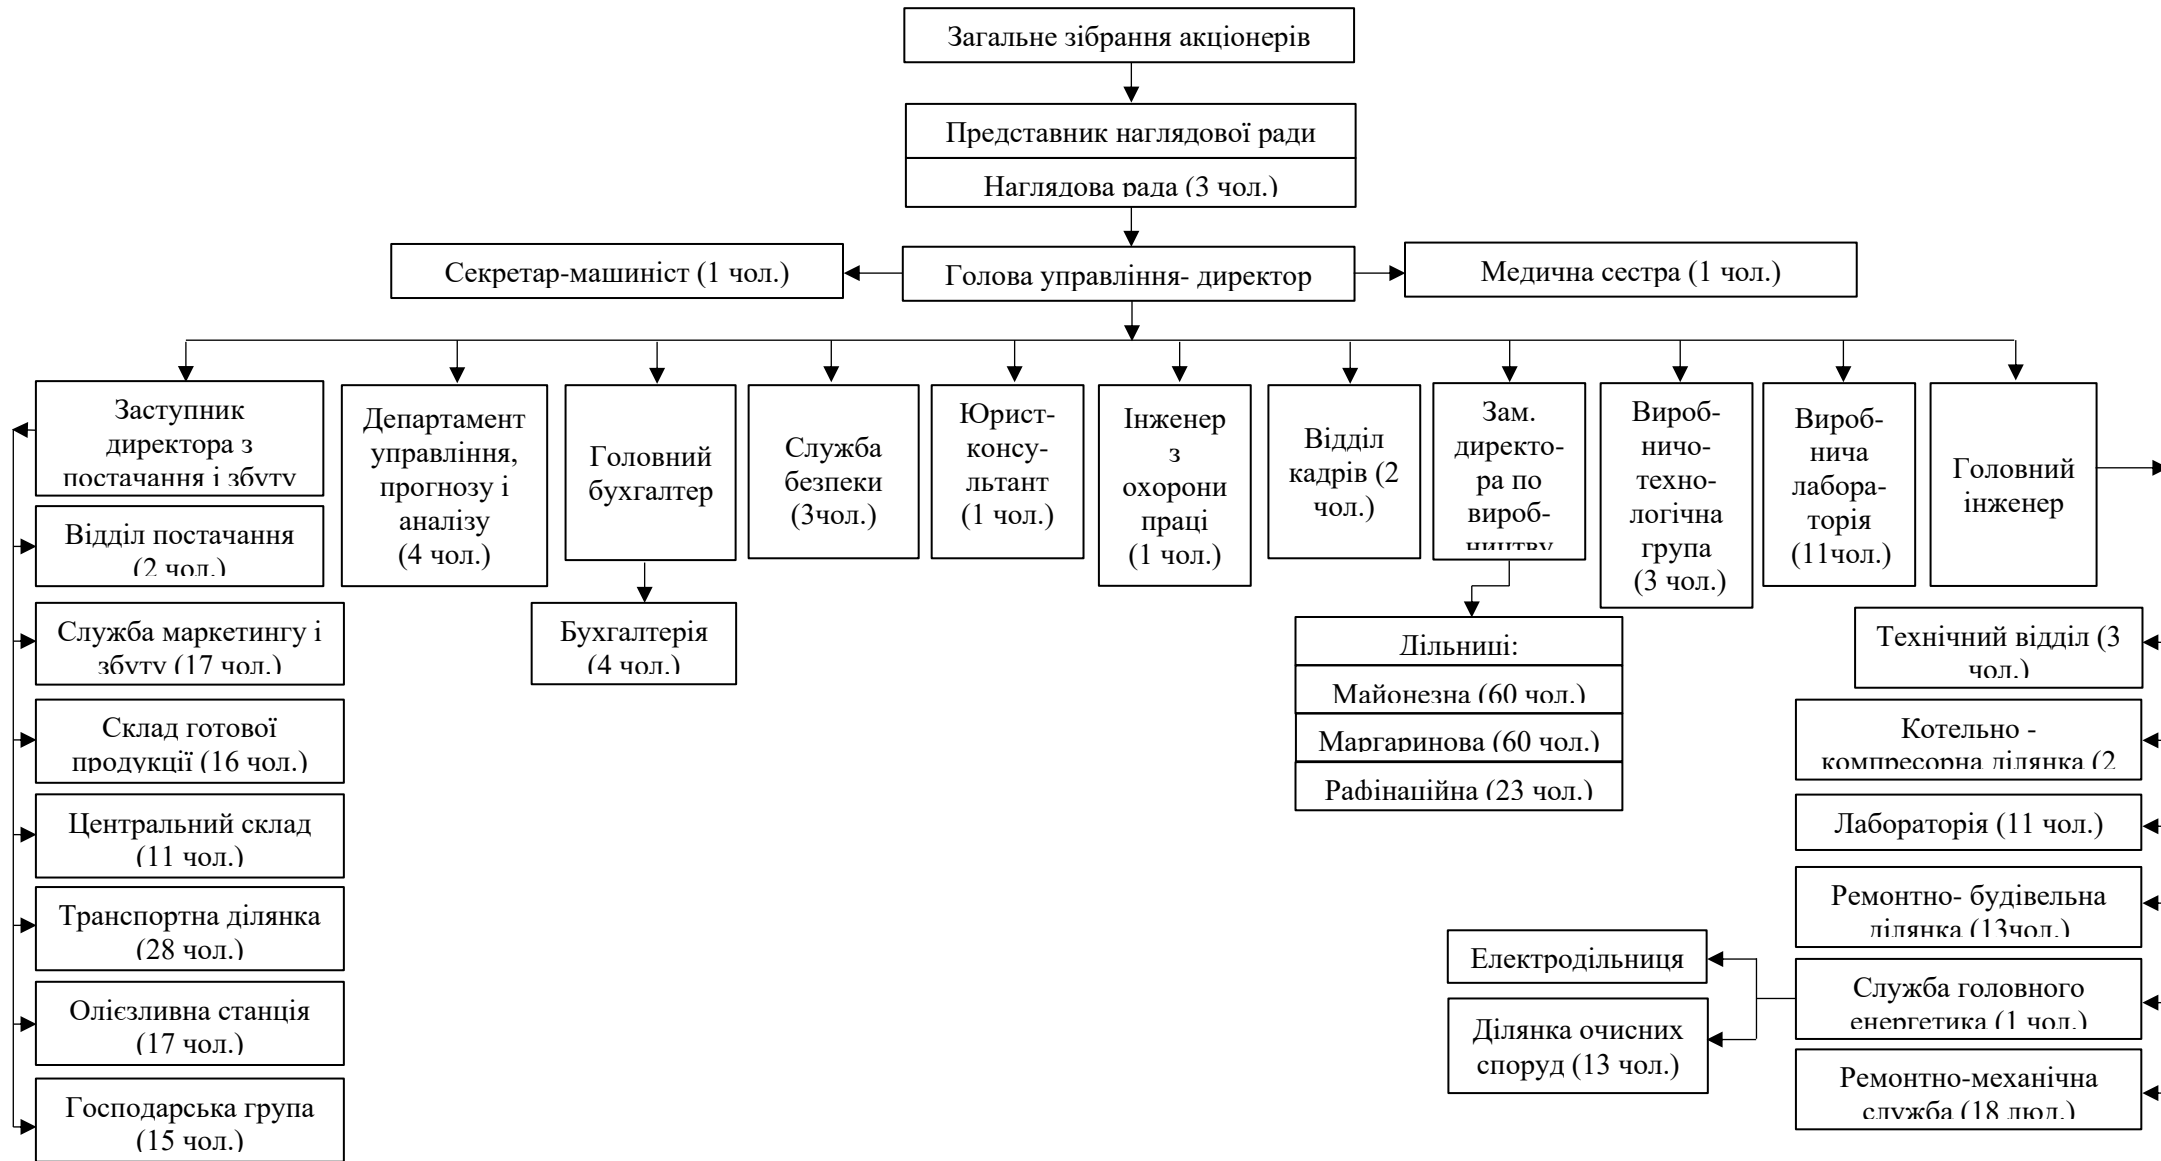 Загальне зібрання акціонерів
Представник наглядової ради
Наглядова рада (3 чол.)
Секретар-машиніст (1 чол.)
Голова управління- директор
Медична сестра (1 чол.)
Заступник
директора з
постачання і збуту
Департамент
управління,
прогнозу і
аналізу
(4 чол.)
Головний
бухгалтер
Служба
безпеки
(3чол.)
Юрист-
консу-
льтант
(1 чол.)
Інженер
з
охорони
праці
(1 чол.)
Відділ
кадрів (2
чол.)
Зам.
директо-
ра по
вироб-
ництву
Вироб-
ничо-
техно-
логічна
група
(3 чол.)
Вироб-
нича
лабора-
торія
(11чол.)
Головний
інженер
Відділ постачання
(2 чол.)
Служба маркетингу і
збуту (17 чол.)
Склад готової
продукції (16 чол.)
Центральний склад
(11 чол.)
Транспортна ділянка
(28 чол.)
Олієзливна станція
(17 чол.)
Господарська група
(15 чол.)
Бухгалтерія
(4 чол.)
Дільниці:
Майонезна (60 чол.)
Маргаринова (60 чол.)
Рафінаційна (23 чол.)
Технічний відділ (3
чол.)
Котельно -
компресорна ділянка (2
Лабораторія (11 чол.)
Ремонтно- будівельна
ділянка (13чол.)
Служба головного
енергетика (1 чол.)
Електродільниця
Ділянка очисних
споруд (13 чол.)
Ремонтно-механічна
служба (18 люд.)